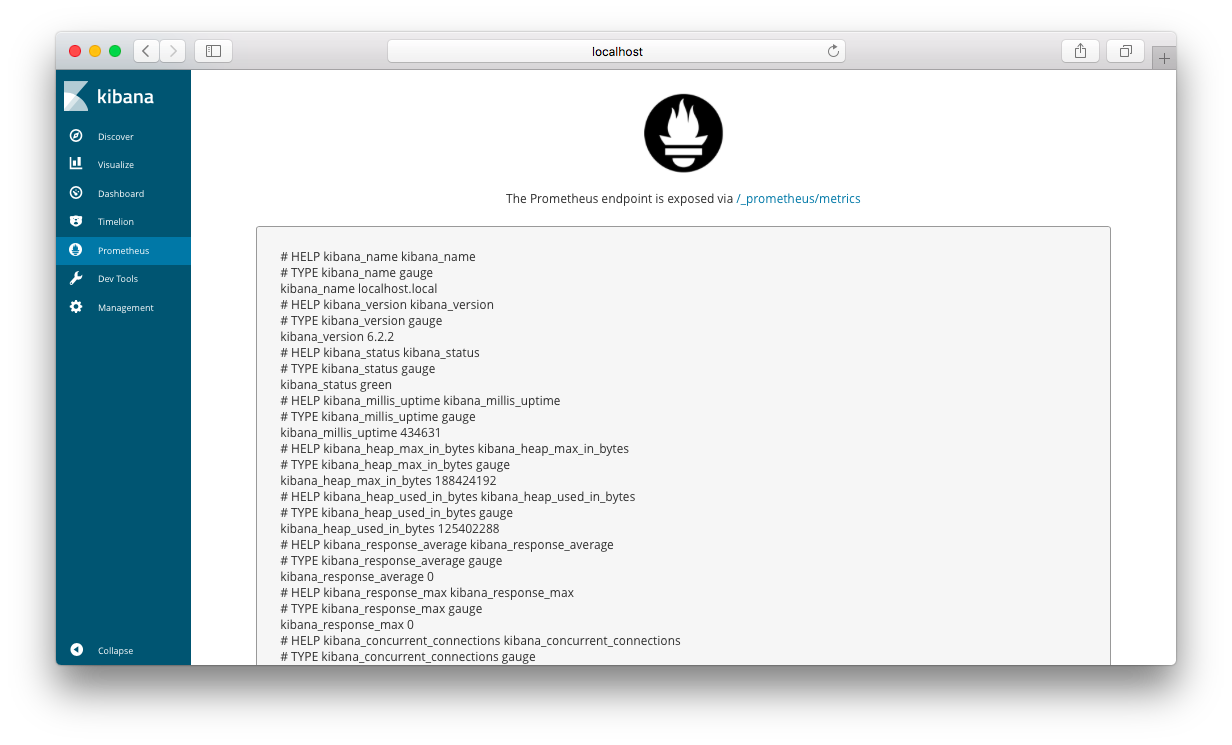 localhost
kibana
Discover
Visualize
Dashboard
Timelion
Prometheus
Dev Tools
Management
Collapse
The Prometheus endpoint is exposed via /_prometheus/metrics
# HELP kibana_name kibana_name
# TYPE kibana_name gauge
kibana_name localhost.local
# HELP kibana_version kibana_version
# TYPE kibana_version gauge
kibana_version 6.2.2
# HELP kibana_status kibana_status
# TYPE kibana_status gauge
kibana_status green
# HELP kibana_millis_uptime kibana_millis_uptime
# TYPE kibana_millis_uptime gauge
kibana_millis_uptime 434631
# HELP kibana_heap_max_in_bytes kibana_heap_max_in_bytes
# TYPE kibana_heap_max_in_bytes gauge
kibana_heap_max_in_bytes 188424192
# HELP kibana_heap_used_in_bytes kibana_heap_used_in_bytes
# TYPE kibana_heap_used_in_bytes gauge
kibana_heap_used_in_bytes 125402288
# HELP kibana_response_average kibana_response_average
# TYPE kibana_response_average gauge
kibana_response_average 0
# HELP kibana_response_max kibana_response_max
# TYPE kibana_response_max gauge
kibana_response_max 0
# HELP kibana_concurrent_connections kibana_concurrent_connections
# TYPE kibana_concurrent_connections gauge